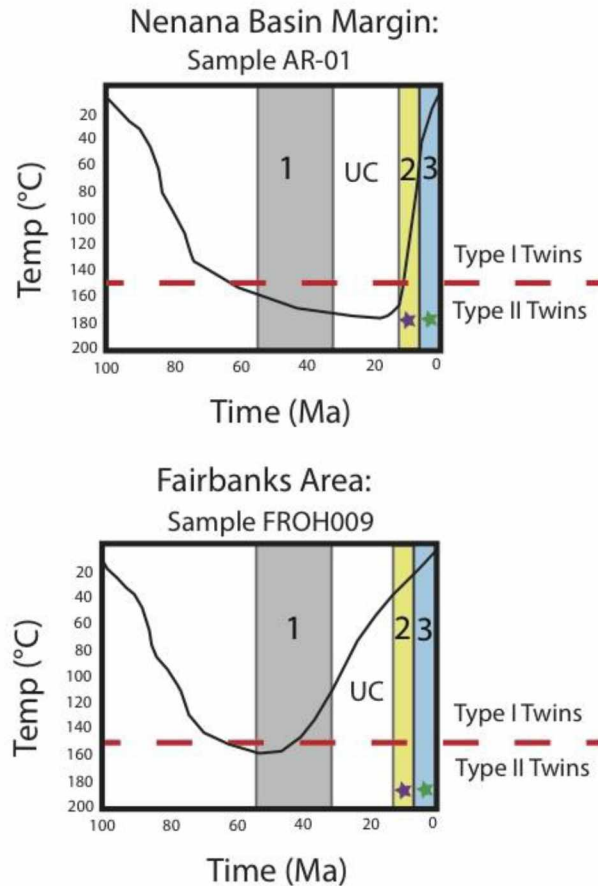 Nenana Basin Margin:
Sample AR-01
Temp (°C)
20
40
60
80
100
120
140
160
180
200
1
UC
2
3
Type I Twins
Type II Twins
100
80
60
40
20
0
Time (Ma)
Fairbanks Area:
Sample FROH009
Temp (°C)
20
40
60
80
100
120
140
160
180
200
1
UC
2
3
Type I Twins
Type II Twins
100
80
60
40
20
0
Time (Ma)